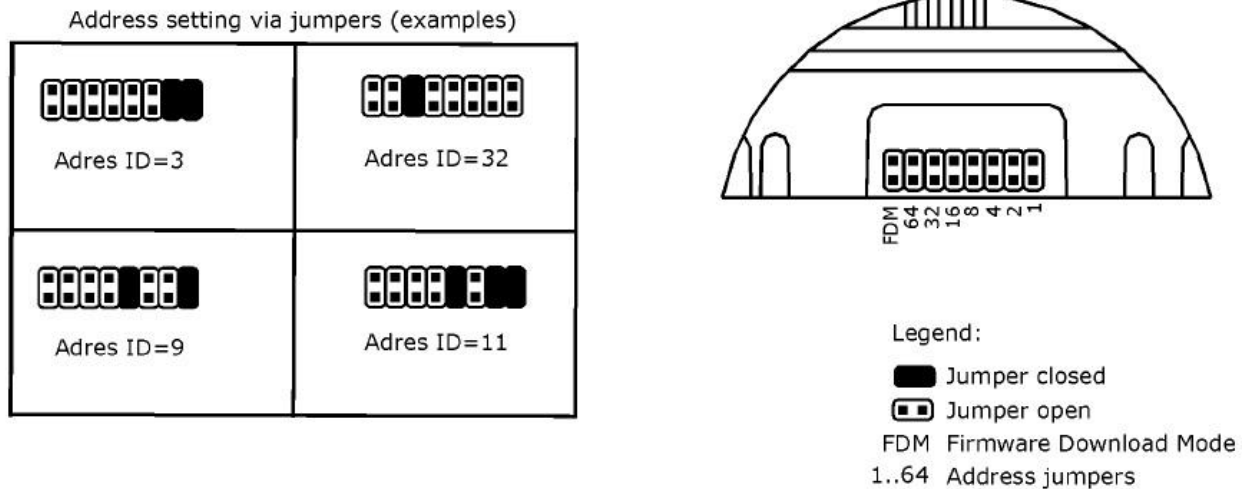 Address setting via jumpers (examples)
Adres ID=3
Adres ID=32
Adres ID=9
Adres ID=11
FDM
64
32
16
8
4
2
1
Legend:
Jumper closed
Jumper open
FDM Firmware Download Mode
1..64 Address jumpers